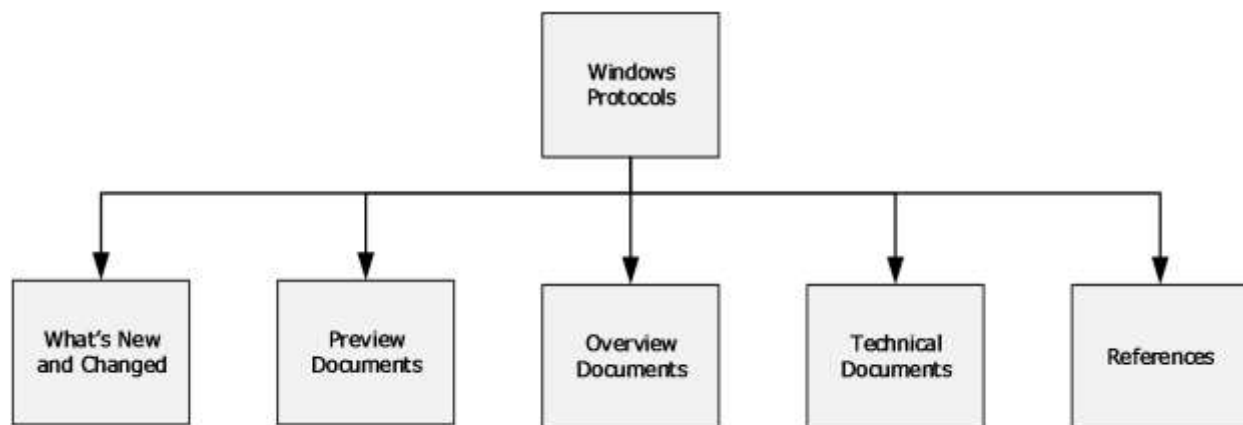 Windows
Protocols
What's New
and Changed
Preview
Documents
Overview
Documents
Technical
Documents
References